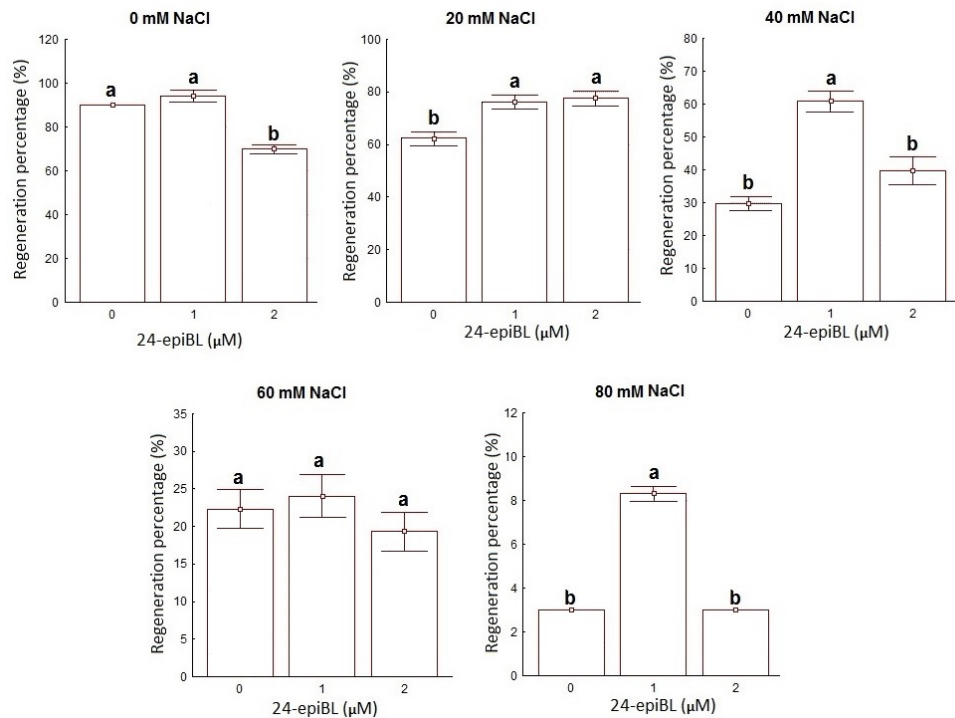 0 mM NaCl
Regeneration percentage (%)
120
100
80
60
40
20
0
a
a
b
0 1 2
24-epiBL (μM)
20 mM NaCl
Regeneration percentage (%)
100
80
60
40
20
0
b
a
a
0 1 2
24-epiBL (μM)
40 mM NaCl
Regeneration percentage (%)
80
70
60
50
40
30
20
10
0
b
a
b
0 1 2
24-epiBL (μM)
60 mM NaCl
Regeneration percentage (%)
35
30
25
20
15
10
5
0
a
a
a
0 1 2
24-epiBL (μM)
80 mM NaCl
Regeneration percentage (%)
12
10
8
6
4
2
0
b
a
b
0 1 2
24-epiBL (μM)